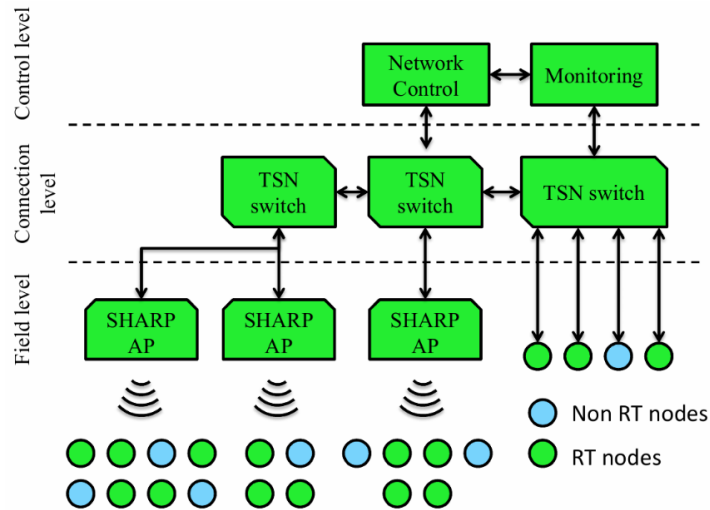 Control level
Network
Control
Monitoring
Connection
level
TSN
switch
TSN
switch
TSN switch
Field level
SHARP
AP
SHARP
AP
SHARP
AP
Non RT nodes
RT nodes